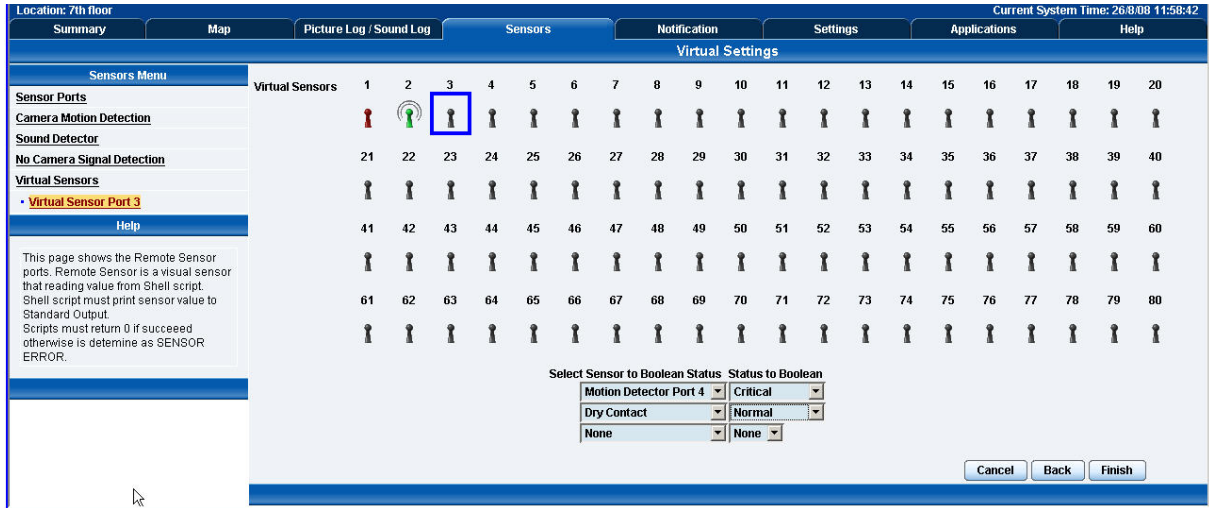 Location: 7th floor Current System Time: 26/8/08 11:58:42
Summary Map Picture Log / Sound Log Sensors Notification Settings Applications Help
Virtual Settings
Sensors Menu
Sensor Ports
Camera Motion Detection
Sound Detector
No Camera Signal Detection
Virtual Sensors
Virtual Sensor Port 3
Help
This page shows the Remote Sensor
ports. Remote Sensor is a visual sensor
that reading value from Shell script.
Shell script must print sensor value to
Standard Output.
Scripts must return 0 if succeeed
otherwise is detemine as SENSOR
ERROR.
Virtual Sensors 1 2 3 4 5 6 7 8 9 10 11 12 13 14 15 16 17 18 19 20
21 22 23 24 25 26 27 28 29 30 31 32 33 34 35 36 37 38 39 40
41 42 43 44 45 46 47 48 49 50 51 52 53 54 55 56 57 58 59 60
61 62 63 64 65 66 67 68 69 70 71 72 73 74 75 76 77 78 79 80
Select Sensor to Boolean Status Status to Boolean
Motion Detector Port 4 Critical
Dry Contact Normal
None None
Cancel Back Finish